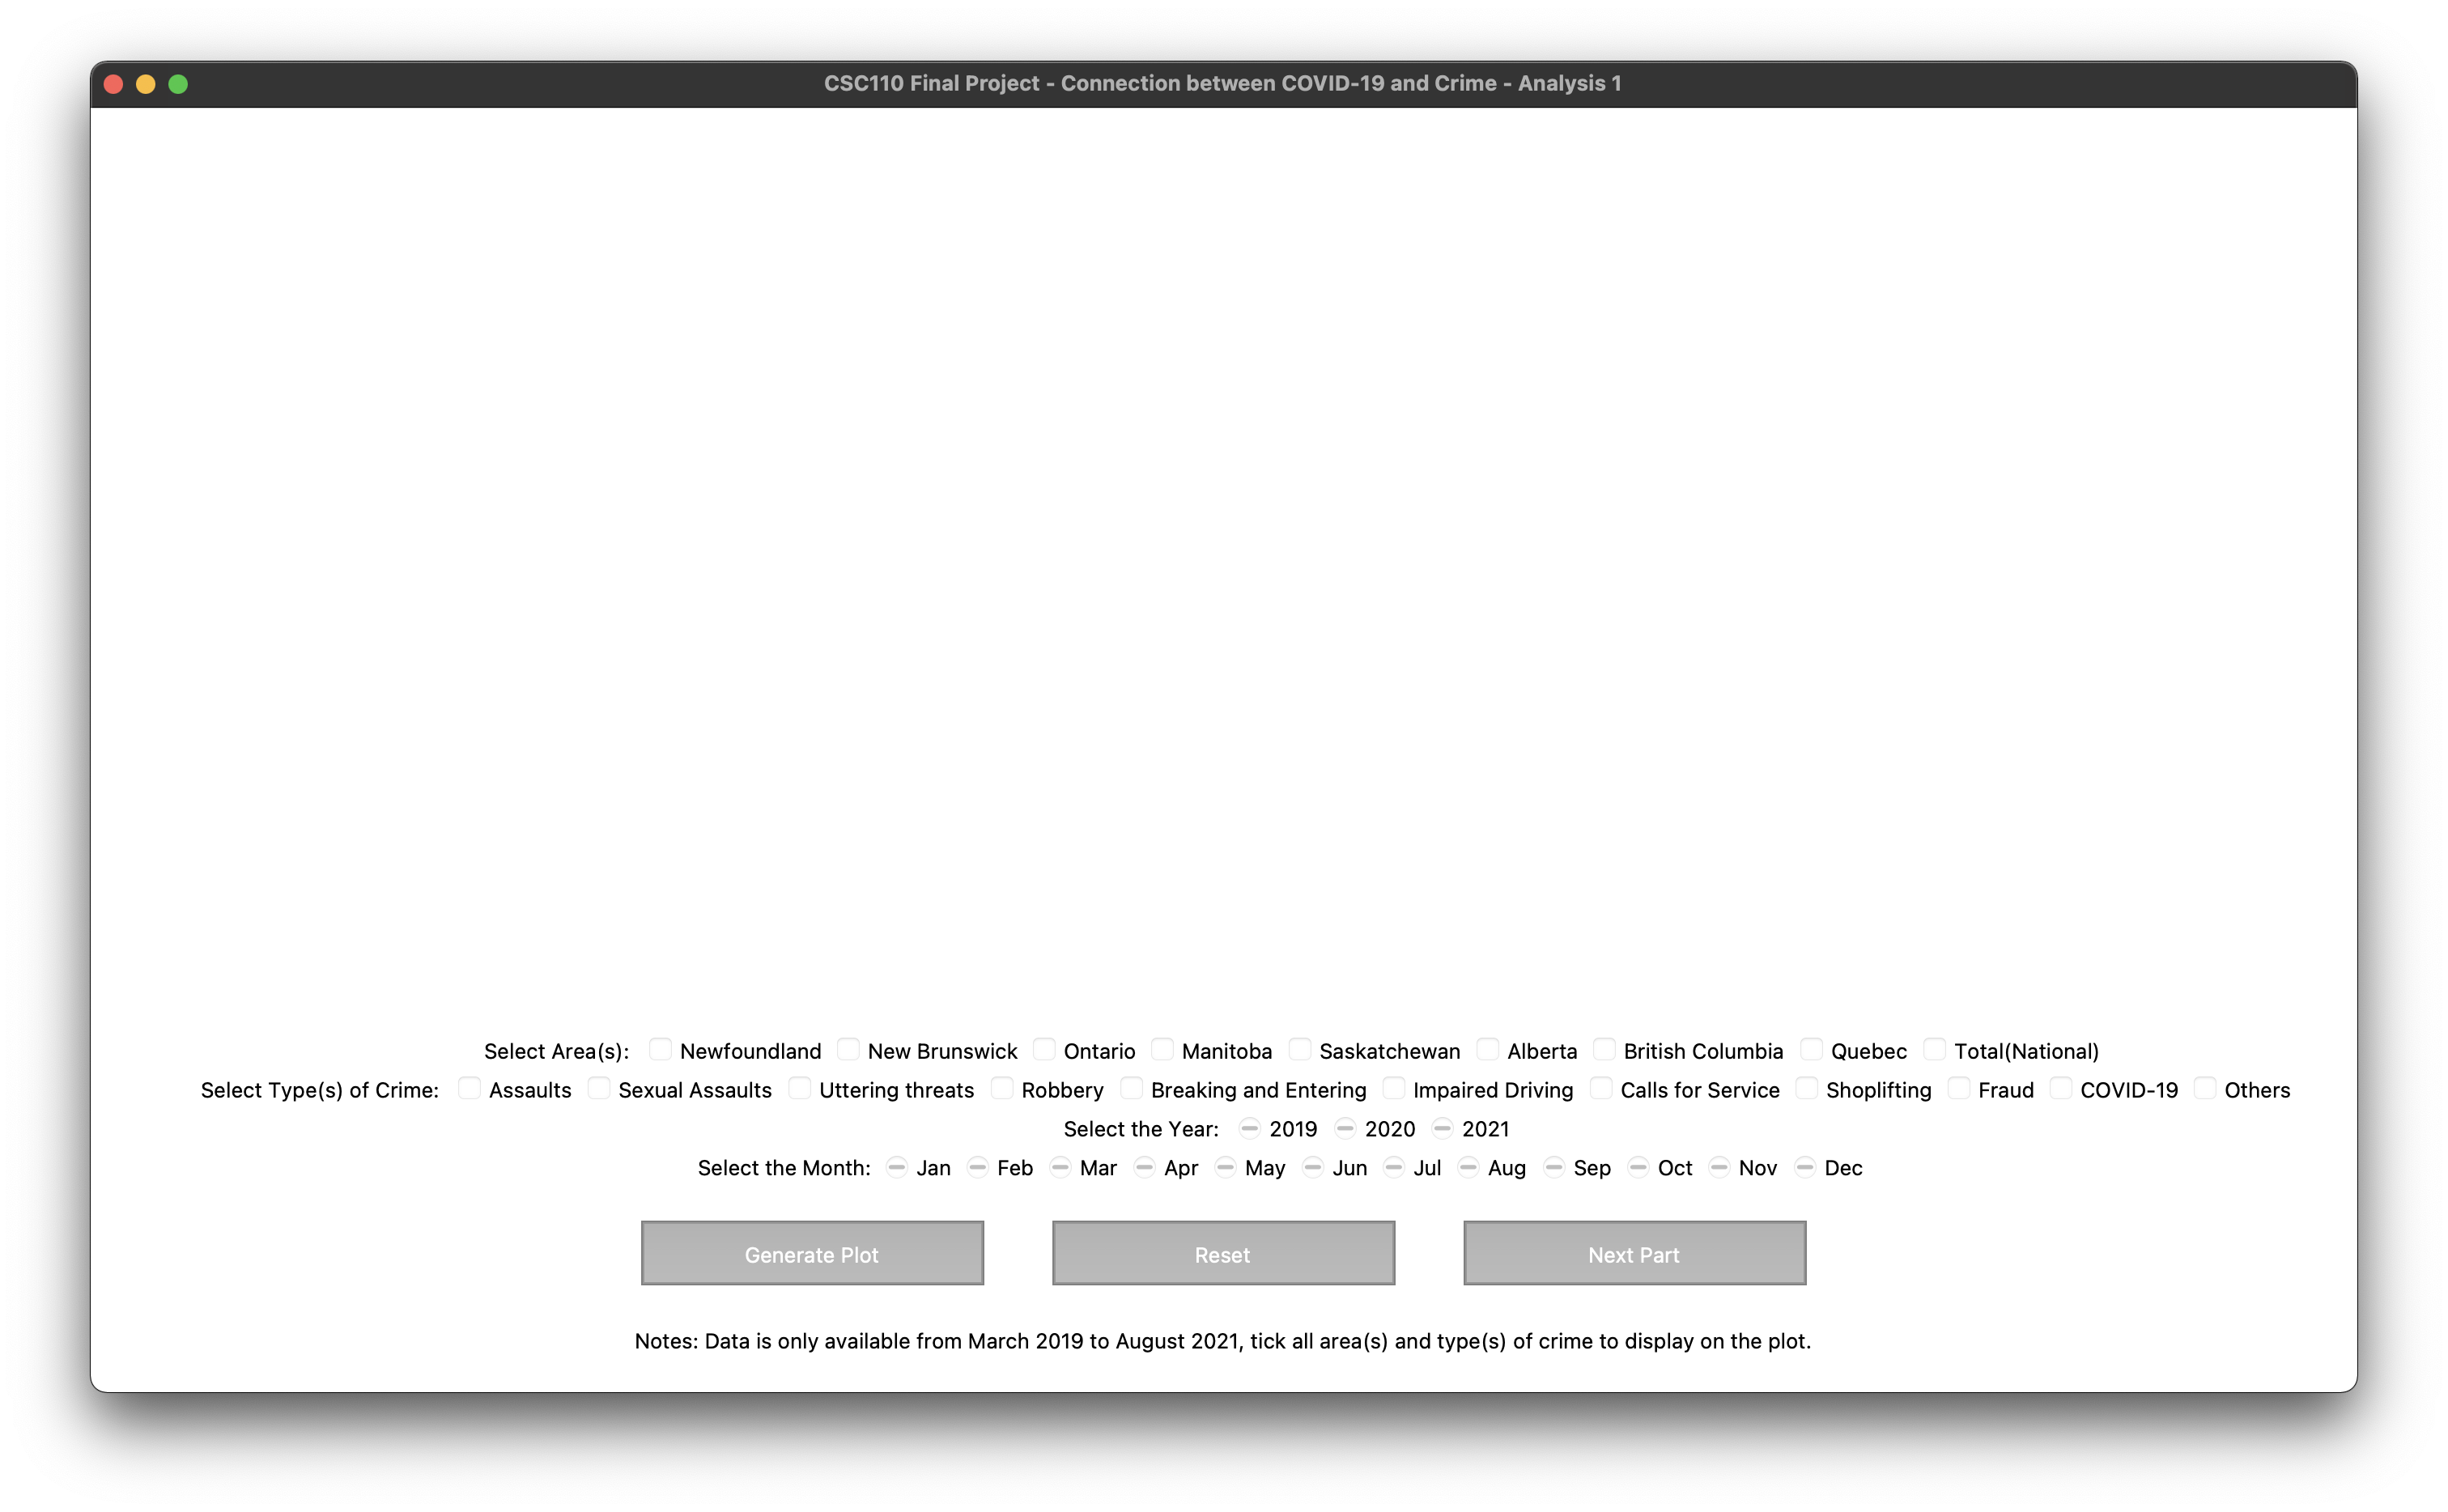 CSC110 Final Project - Connection between COVID-19 and Crime - Analysis 1
Select Area(s): Newfoundland New Brunswick Ontario Manitoba Saskatchewan Alberta British Columbia Quebec Total(National)
Select Type(s) of Crime: Assaults Sexual Assaults Uttering threats Robbery Breaking and Entering Impaired Driving Calls for Service Shoplifting Fraud COVID-19 Others
Select the Year: 2019 2020 2021
Select the Month: Jan Feb Mar Apr May Jun Jul Aug Sep Oct Nov Dec
Generate Plot Reset Next Part
Notes: Data is only available from March 2019 to August 2021, tick all area(s) and type(s) of crime to display on the plot.